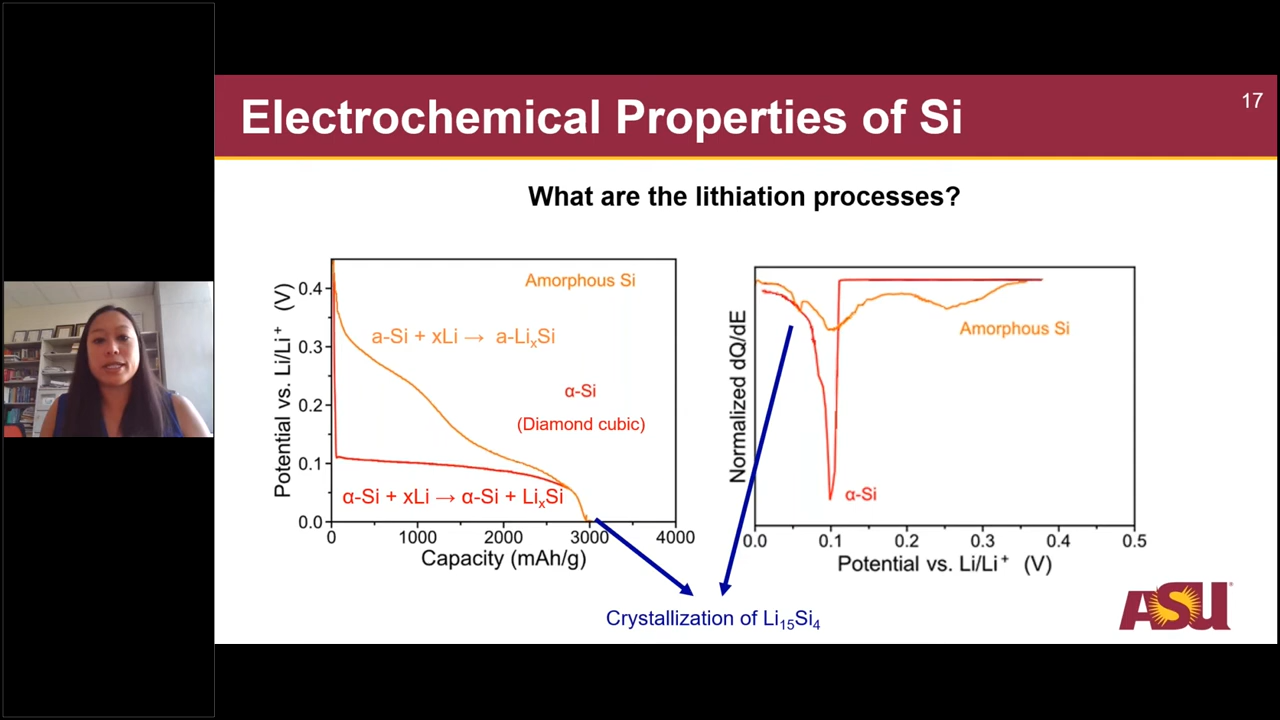 17
Electrochemical Properties of Si
What are the lithiation processes?
Potential vs. Li/Li⁺ (V)
0.4
0.3
0.2
0.1
0.0
Amorphous Si
a-Si + xLi → a-LiₓSi
α-Si
(Diamond cubic)
α-Si + xLi → α-Si + LiₓSi
0 1000 2000 3000 4000
Capacity (mAh/g)
Normalized dQ/dE
Amorphous Si
α-Si
0.0 0.1 0.2 0.3 0.4 0.5
Potential vs. Li/Li⁺ (V)
Crystallization of Li₁₅Si₄
ASU